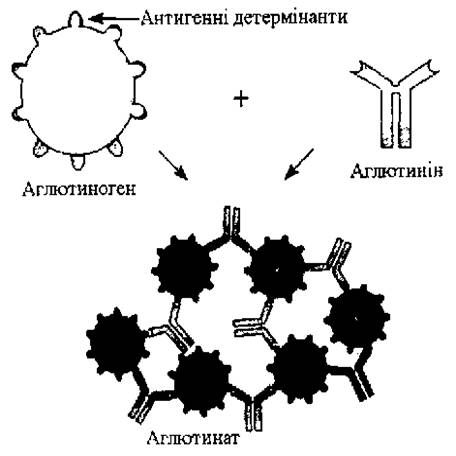 Антигенні детермінанти
+
Аглютиноген
Аглютинін
Аглютинат